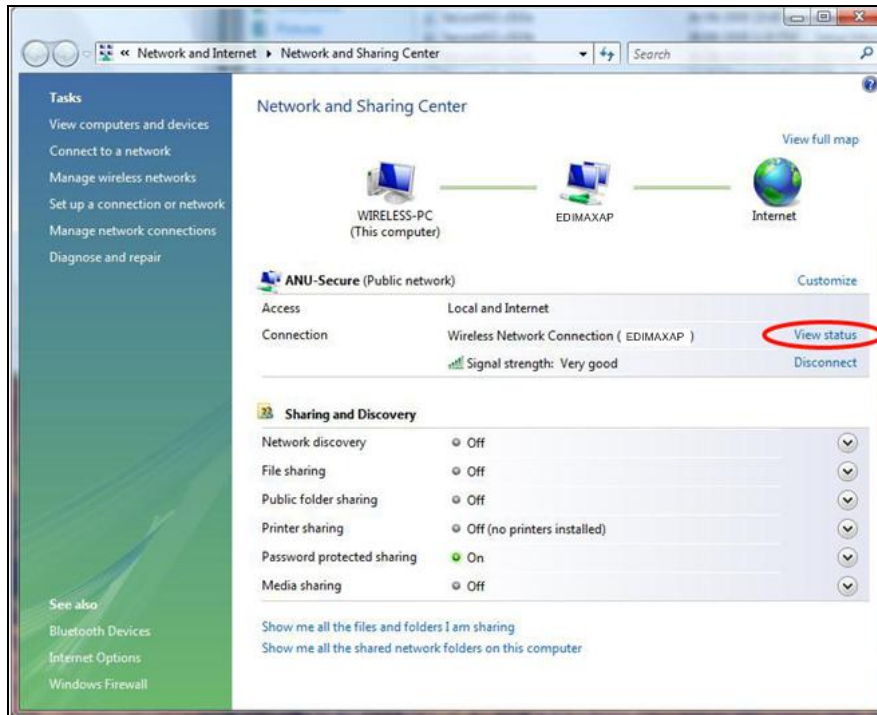 « Network and Internet ▸ Network and Sharing Center
Search
Tasks
View computers and devices
Connect to a network
Manage wireless networks
Set up a connection or network
Manage network connections
Diagnose and repair
See also
Bluetooth Devices
Internet Options
Windows Firewall
Network and Sharing Center
View full map
WIRELESS-PC
(This computer)
EDIMAXAP
Internet
ANU-Secure (Public network)
Customize
Access Local and Internet
Connection Wireless Network Connection ( EDIMAXAP ) View status
Signal strength: Very good Disconnect
Sharing and Discovery
Network discovery Off
File sharing Off
Public folder sharing Off
Printer sharing Off (no printers installed)
Password protected sharing On
Media sharing Off
Show me all the files and folders I am sharing
Show me all the shared network folders on this computer